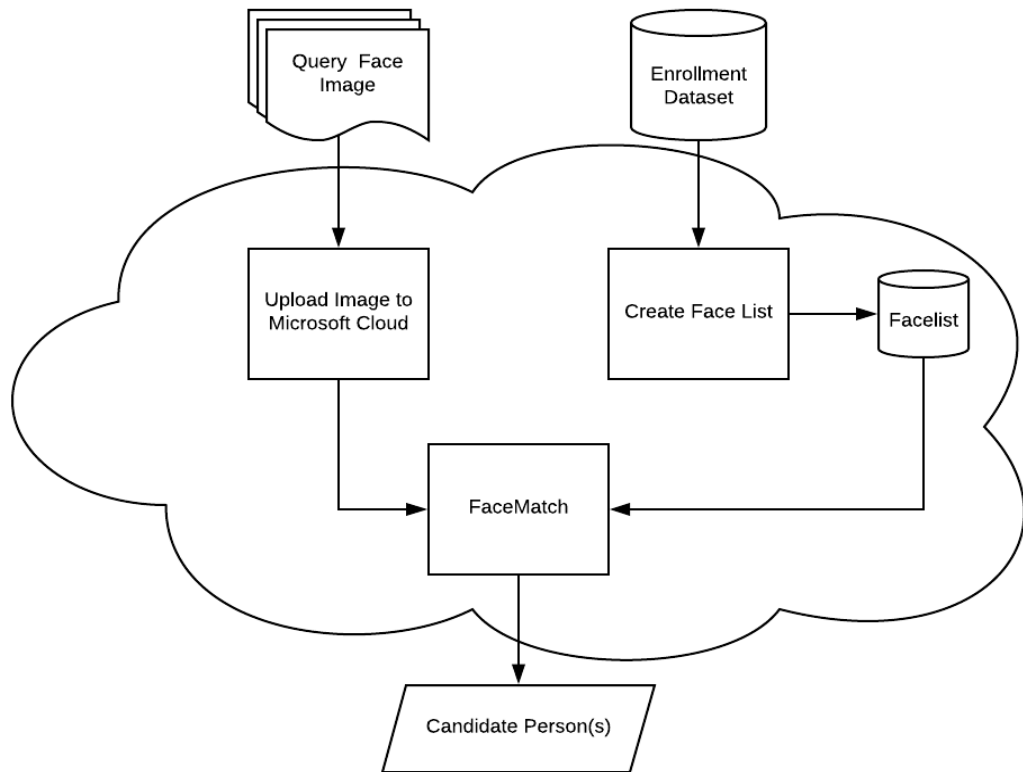 Query Face
Image
Enrollment
Dataset
Upload Image to
Microsoft Cloud
Create Face List
Facelist
FaceMatch
Candidate Person(s)